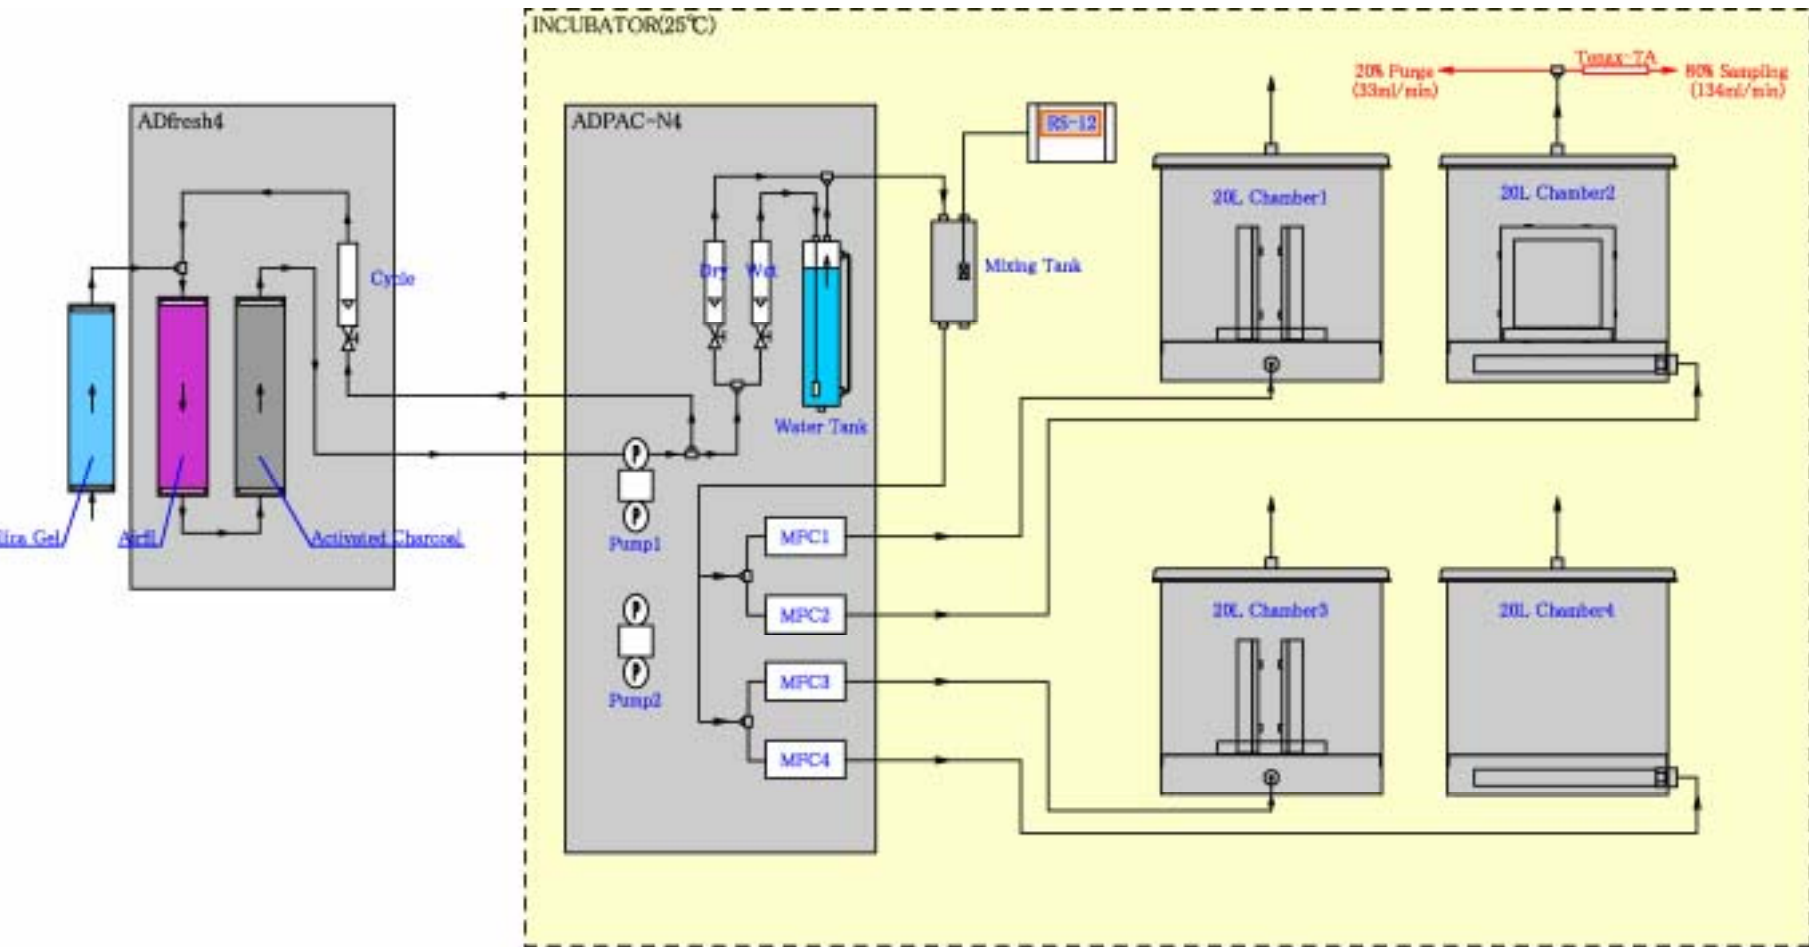 INCUBATOR(25℃)
20% Purge
(33ml/min)
Tenax-TA
80% Sampling
(134ml/min)
ADfresh4
ADPAC-N4
RS-12
20L Chamber1
20L Chamber2
Dry
Wet
Mixing Tank
Cycle
Water Tank
lica Gel
Airfil
Activated Charcoal
Pump1
MFC1
MFC2
20L Chamber3
20L Chamber4
MFC3
Pump2
MFC4
P
P
P
P